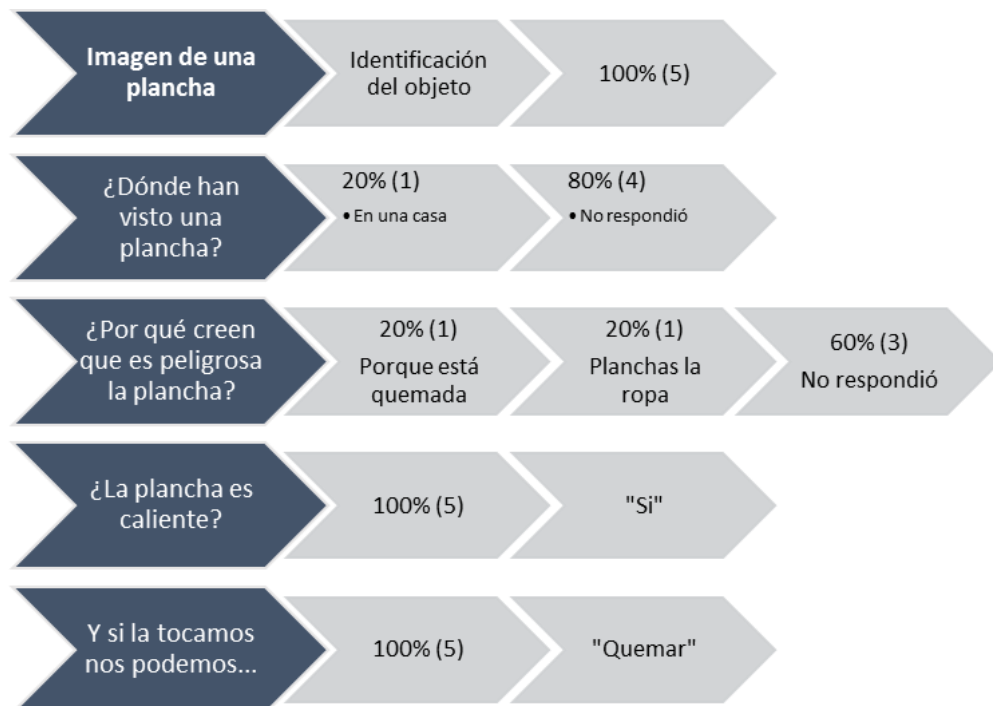 Imagen de una
plancha
Identificación
del objeto
100% (5)
¿Dónde han
visto una
plancha?
20% (1)
• En una casa
80% (4)
• No respondió
¿Por qué creen
que es peligrosa
la plancha?
20% (1)
Porque está
quemada
20% (1)
Planchas la
ropa
60% (3)
No respondió
¿La plancha es
caliente?
100% (5)
"Si"
Y si la tocamos
nos podemos...
100% (5)
"Quemar"